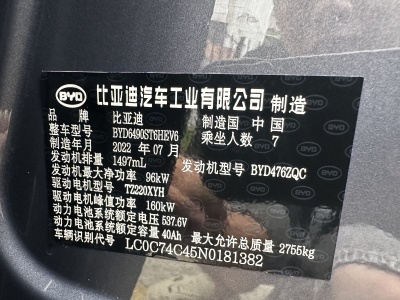 BYD 比亚迪汽车工业有限公司 制造
品牌 比亚迪 制造国 中国
整车型号 BYD6490ST6HEV6 乘坐人数 7
制造年月 2022 年 07 月
发动机排量 1497mL 发动机型号 BYD476ZQC
发动机最大净功率 96kW
驱动电机型号 TZ220XYH
驱动电机峰值功率 160kW
动力电池系统额定电压 537.6V
动力电池系统额定容量 40Ah 最大允许总质量 2755kg
车辆识别代号 LC0C74C45N0181382